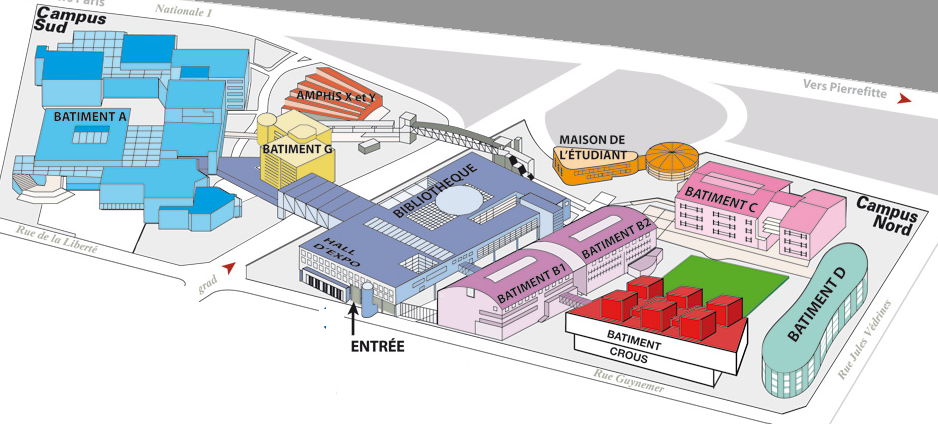 Paris
Nationale 1
Campus
Sud
Vers Pierrefitte
AMPHIS X et Y
BATIMENT A
BATIMENT G
MAISON DE
L'ÉTUDIANT
BIBLIOTHEQUE
BATIMENT C
Campus
Nord
HALL
D'EXPO
BATIMENT B2
BATIMENT B1
Rue de la Liberté
grad
BATIMENT D
BATIMENT
CROUS
ENTRÉE
Rue Guynemer
Rue Jules Védrines